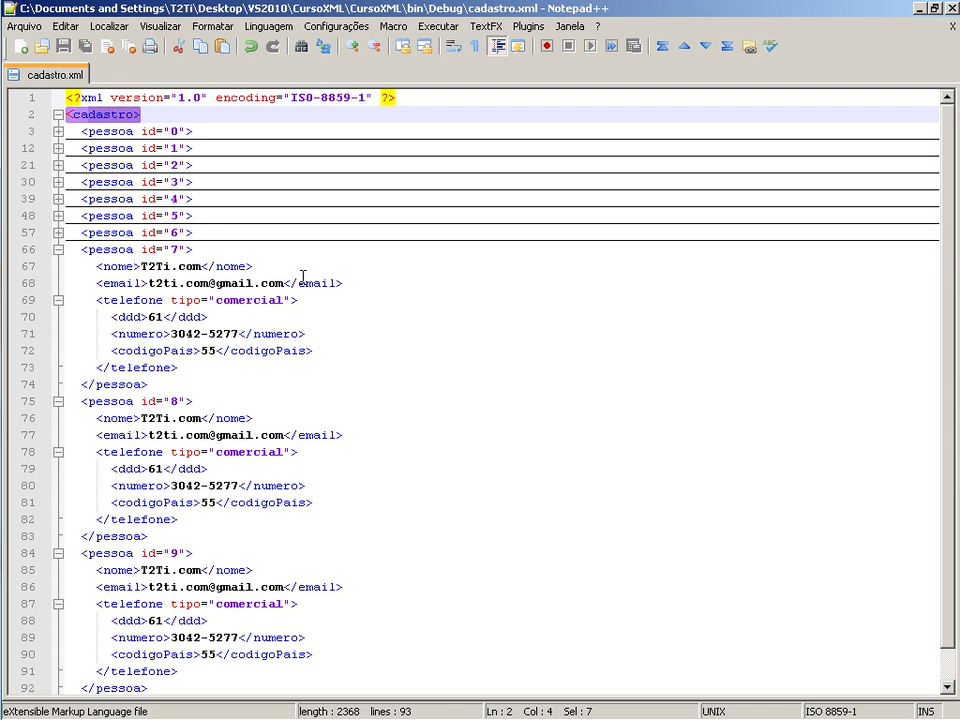 C:\Documents and Settings\T2Ti\Desktop\VS2010\CursoXML\CursoXML\bin\Debug\cadastro.xml - Notepad++
Arquivo Editar Localizar Visualizar Formatar Linguagem Configurações Macro Executar TextFX Plugins Janela ? X
cadastro.xml
1 <?xml version="1.0" encoding="ISO-8859-1" ?>
2 <cadastro>
3 <pessoa id="0">
12 <pessoa id="1">
21 <pessoa id="2">
30 <pessoa id="3">
39 <pessoa id="4">
48 <pessoa id="5">
57 <pessoa id="6">
66 <pessoa id="7">
67 <nome>T2Ti.com</nome>
68 <email>t2ti.com@gmail.com</email>
69 <telefone tipo="comercial">
70 <ddd>61</ddd>
71 <numero>3042-5277</numero>
72 <codigoPais>55</codigoPais>
73 </telefone>
74 </pessoa>
75 <pessoa id="8">
76 <nome>T2Ti.com</nome>
77 <email>t2ti.com@gmail.com</email>
78 <telefone tipo="comercial">
79 <ddd>61</ddd>
80 <numero>3042-5277</numero>
81 <codigoPais>55</codigoPais>
82 </telefone>
83 </pessoa>
84 <pessoa id="9">
85 <nome>T2Ti.com</nome>
86 <email>t2ti.com@gmail.com</email>
87 <telefone tipo="comercial">
88 <ddd>61</ddd>
89 <numero>3042-5277</numero>
90 <codigoPais>55</codigoPais>
91 </telefone>
92 </pessoa>
eXtensible Markup Language file length : 2368 lines : 93 Ln : 2 Col : 4 Sel : 7 UNIX ISO 8859-1 INS